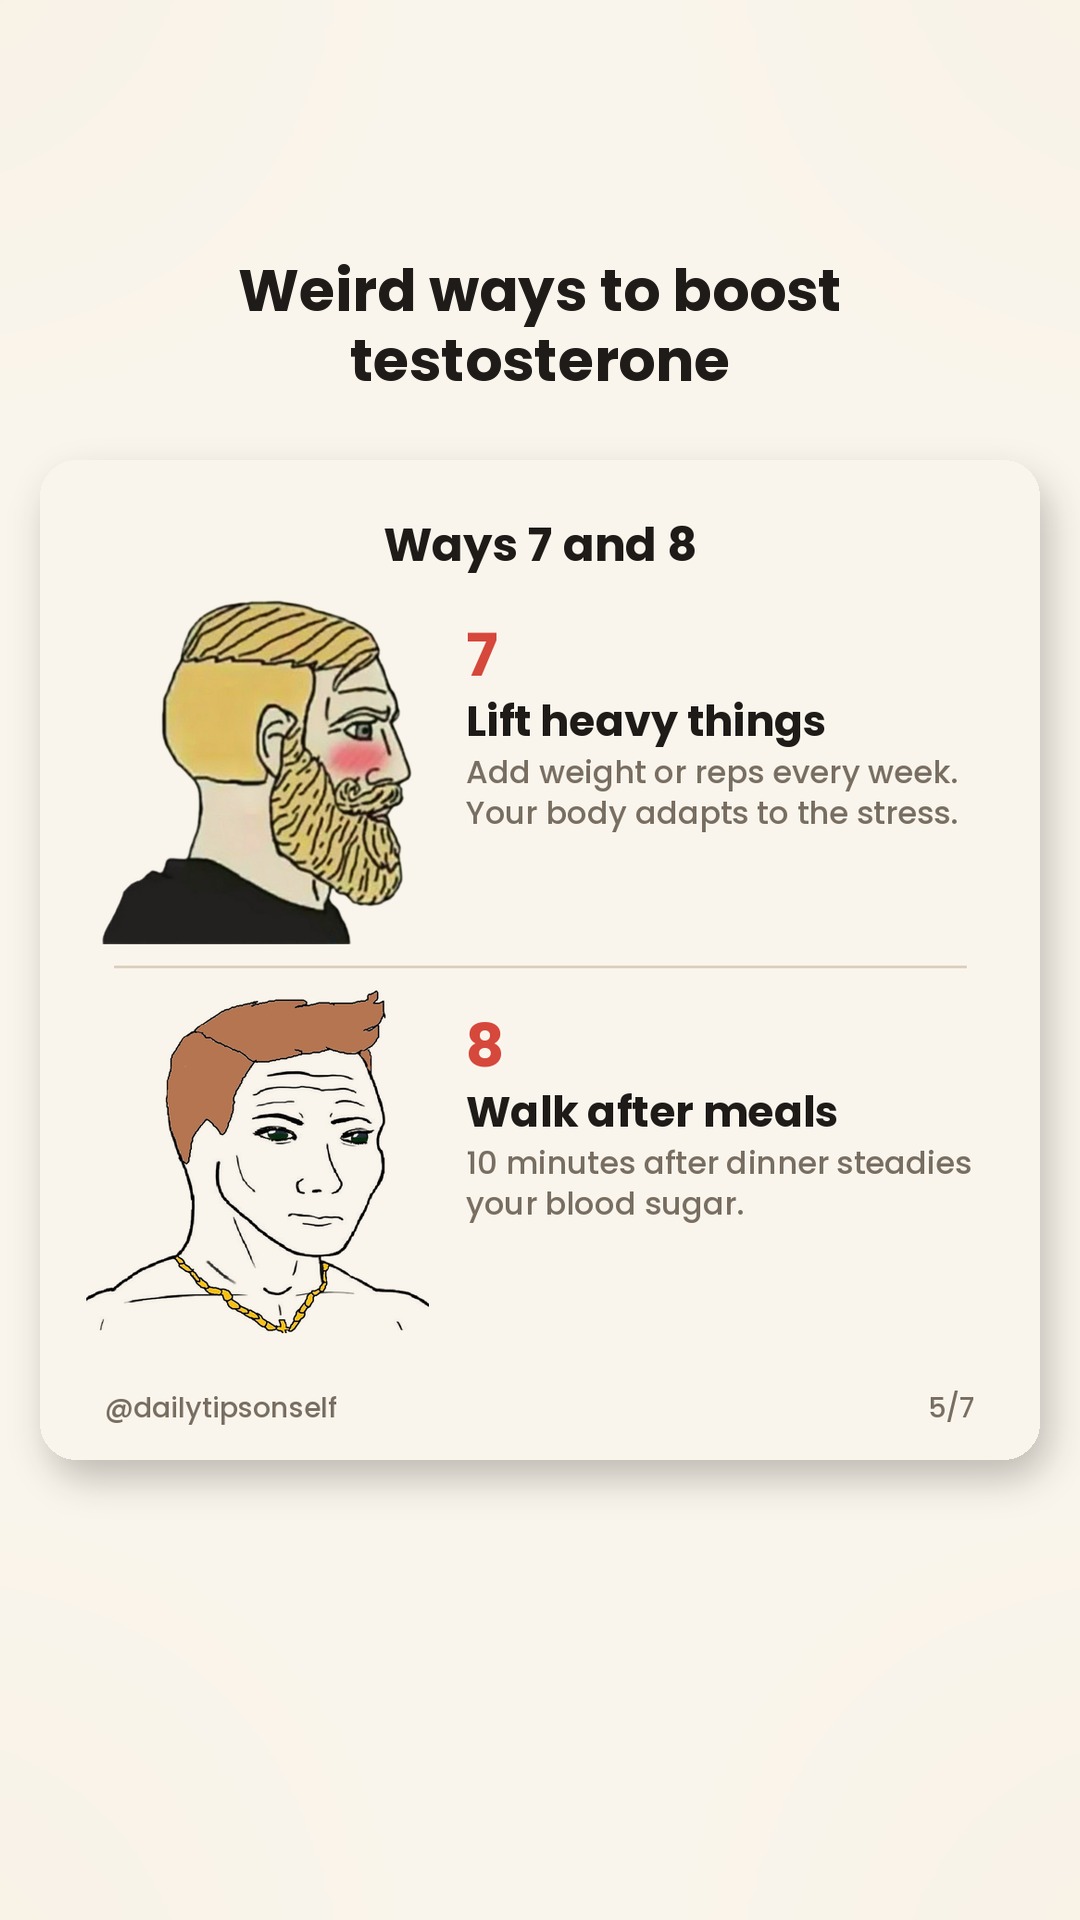 Weird ways to boost
testosterone
Ways 7 and 8
7
Lift heavy things
Add weight or reps every week.
Your body adapts to the stress.
8
Walk after meals
10 minutes after dinner steadies
your blood sugar.
@dailytipsonself
5/7